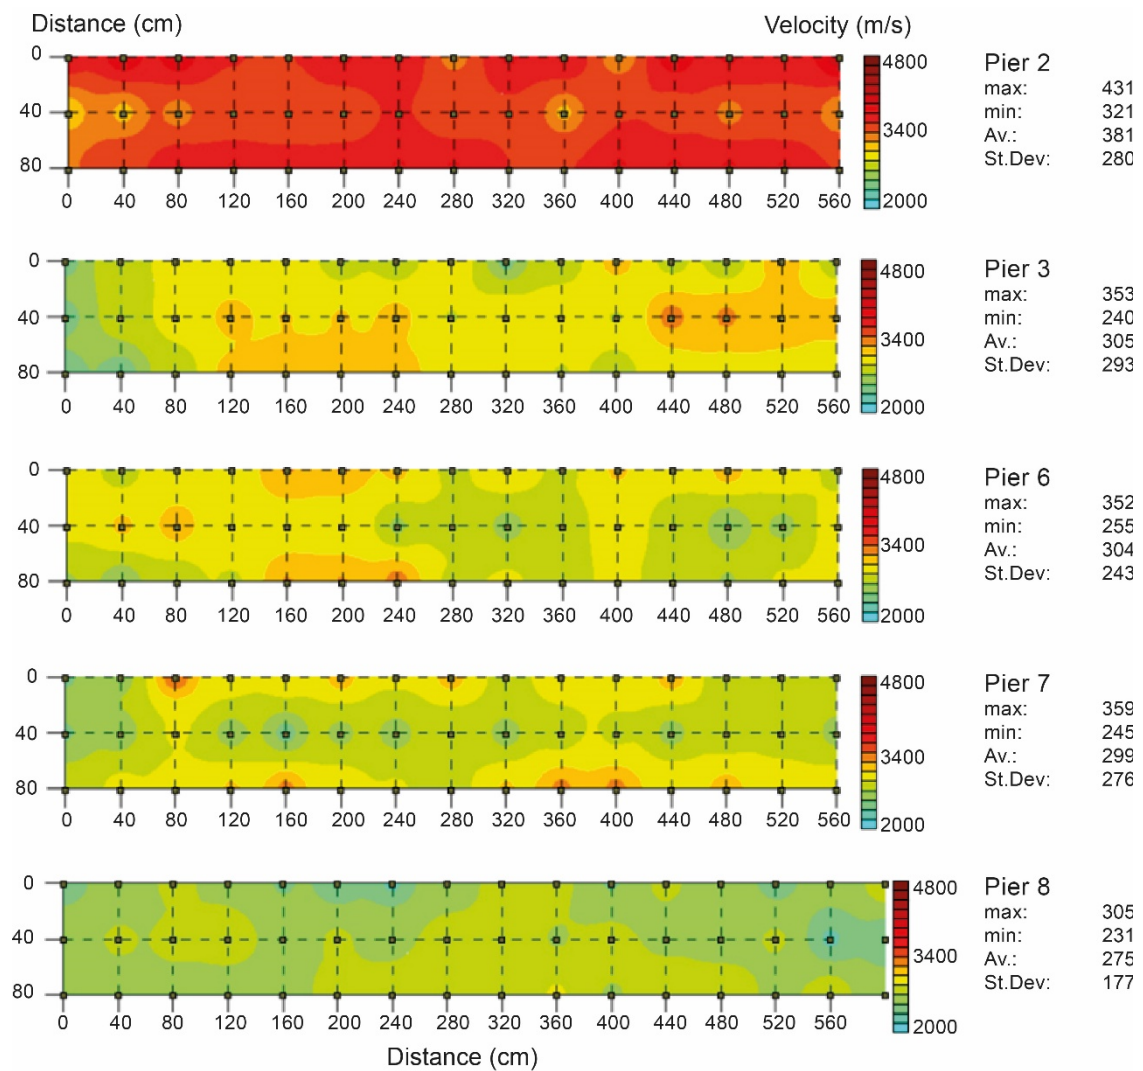 Distance (cm) Velocity (m/s)
0 4800 Pier 2
max: 431
40 min: 321
3400 Av.: 381
80 St.Dev: 280
2000
0 40 80 120 160 200 240 280 320 360 400 440 480 520 560
0 4800 Pier 3
max: 353
40 min: 240
3400 Av.: 305
80 St.Dev: 293
2000
0 40 80 120 160 200 240 280 320 360 400 440 480 520 560
0 4800 Pier 6
max: 352
40 min: 255
3400 Av.: 304
80 St.Dev: 243
2000
0 40 80 120 160 200 240 280 320 360 400 440 480 520 560
0 4800 Pier 7
max: 359
40 min: 245
3400 Av.: 299
80 St.Dev: 276
2000
0 40 80 120 160 200 240 280 320 360 400 440 480 520 560
0 4800 Pier 8
max: 305
40 min: 231
3400 Av.: 275
80 St.Dev: 177
2000
0 40 80 120 160 200 240 280 320 360 400 440 480 520 560
Distance (cm)